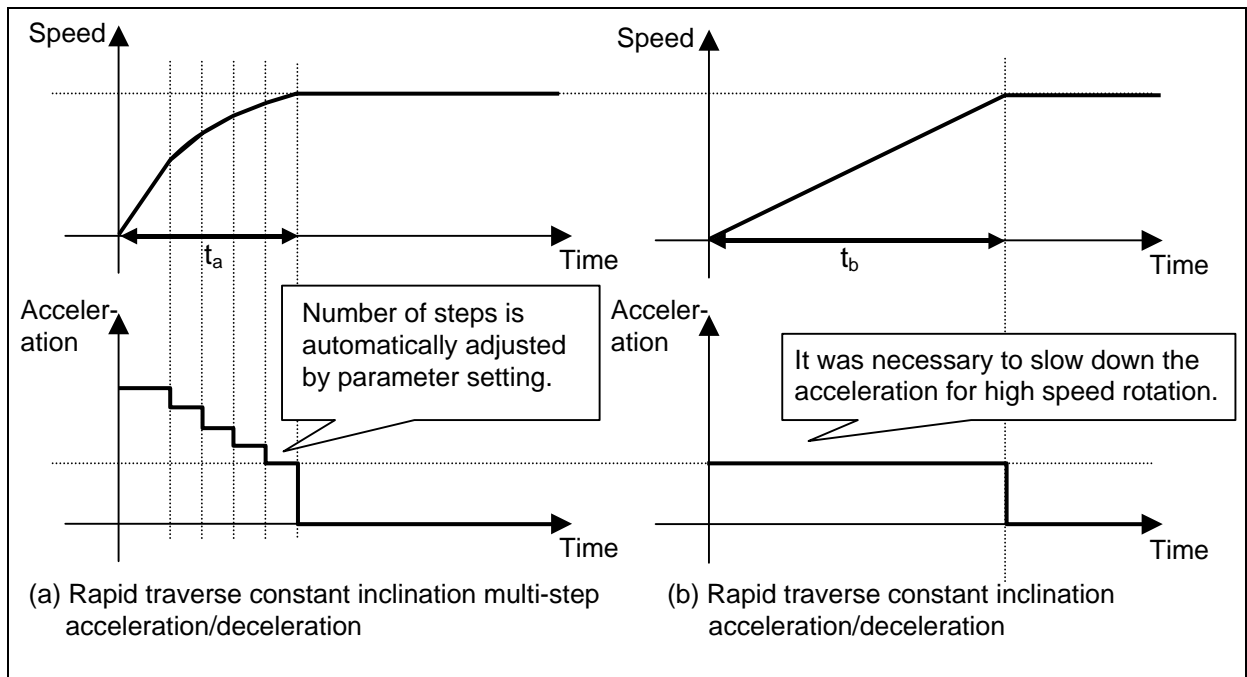 Speed
t
a
Time
Acceler-
ation
Number of steps is
automatically adjusted
by parameter setting.
Time
(a) Rapid traverse constant inclination multi-step
acceleration/deceleration
Speed
t
b
Time
Acceler-
ation
It was necessary to slow down the
acceleration for high speed rotation.
Time
(b) Rapid traverse constant inclination
acceleration/deceleration